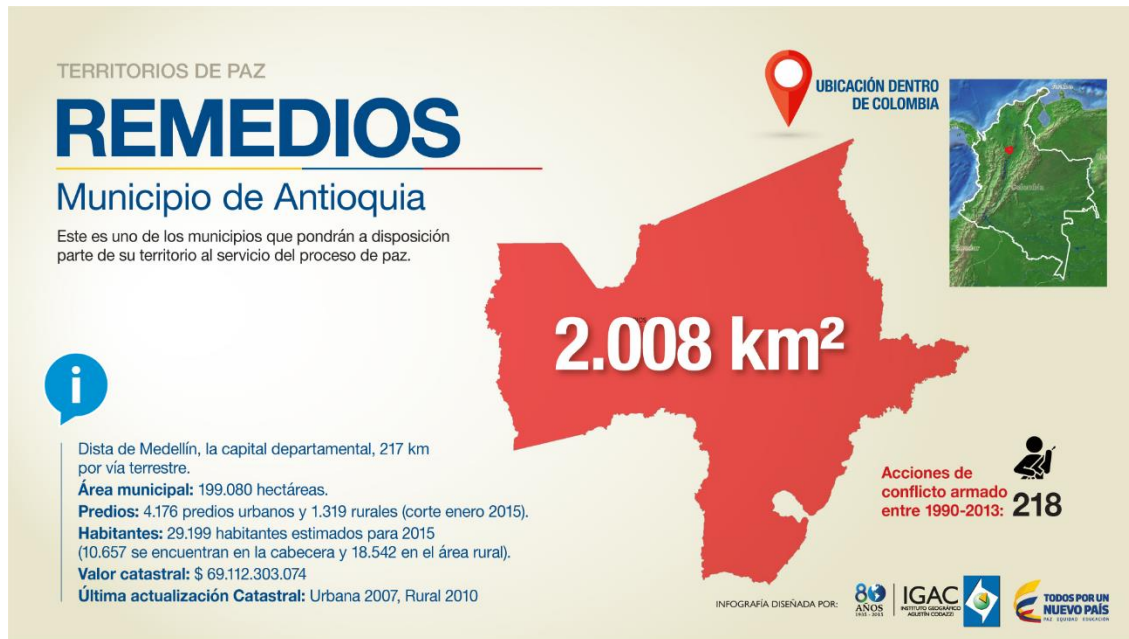 TERRITORIOS DE PAZ
REMEDIOS
Municipio de Antioquia
Este es uno de los municipios que pondrán a disposición
parte de su territorio al servicio del proceso de paz.
UBICACIÓN DENTRO
DE COLOMBIA
Colombia
2.008 km²
i
Dista de Medellín, la capital departamental, 217 km
por vía terrestre.
Área municipal: 199.080 hectáreas.
Predios: 4.176 predios urbanos y 1.319 rurales (corte enero 2015).
Habitantes: 29.199 habitantes estimados para 2015
(10.657 se encuentran en la cabecera y 18.542 en el área rural).
Valor catastral: $ 69.112.303.074
Última actualización Catastral: Urbana 2007, Rural 2010
Acciones de
conflicto armado
entre 1990-2013: 218
INFOGRAFÍA DISEÑADA POR:
80
AÑOS
1935 - 2015
IGAC
INSTITUTO GEOGRÁFICO
AGUSTÍN CODAZZI
TODOS POR UN
NUEVO PAÍS
PAZ EQUIDAD EDUCACIÓN